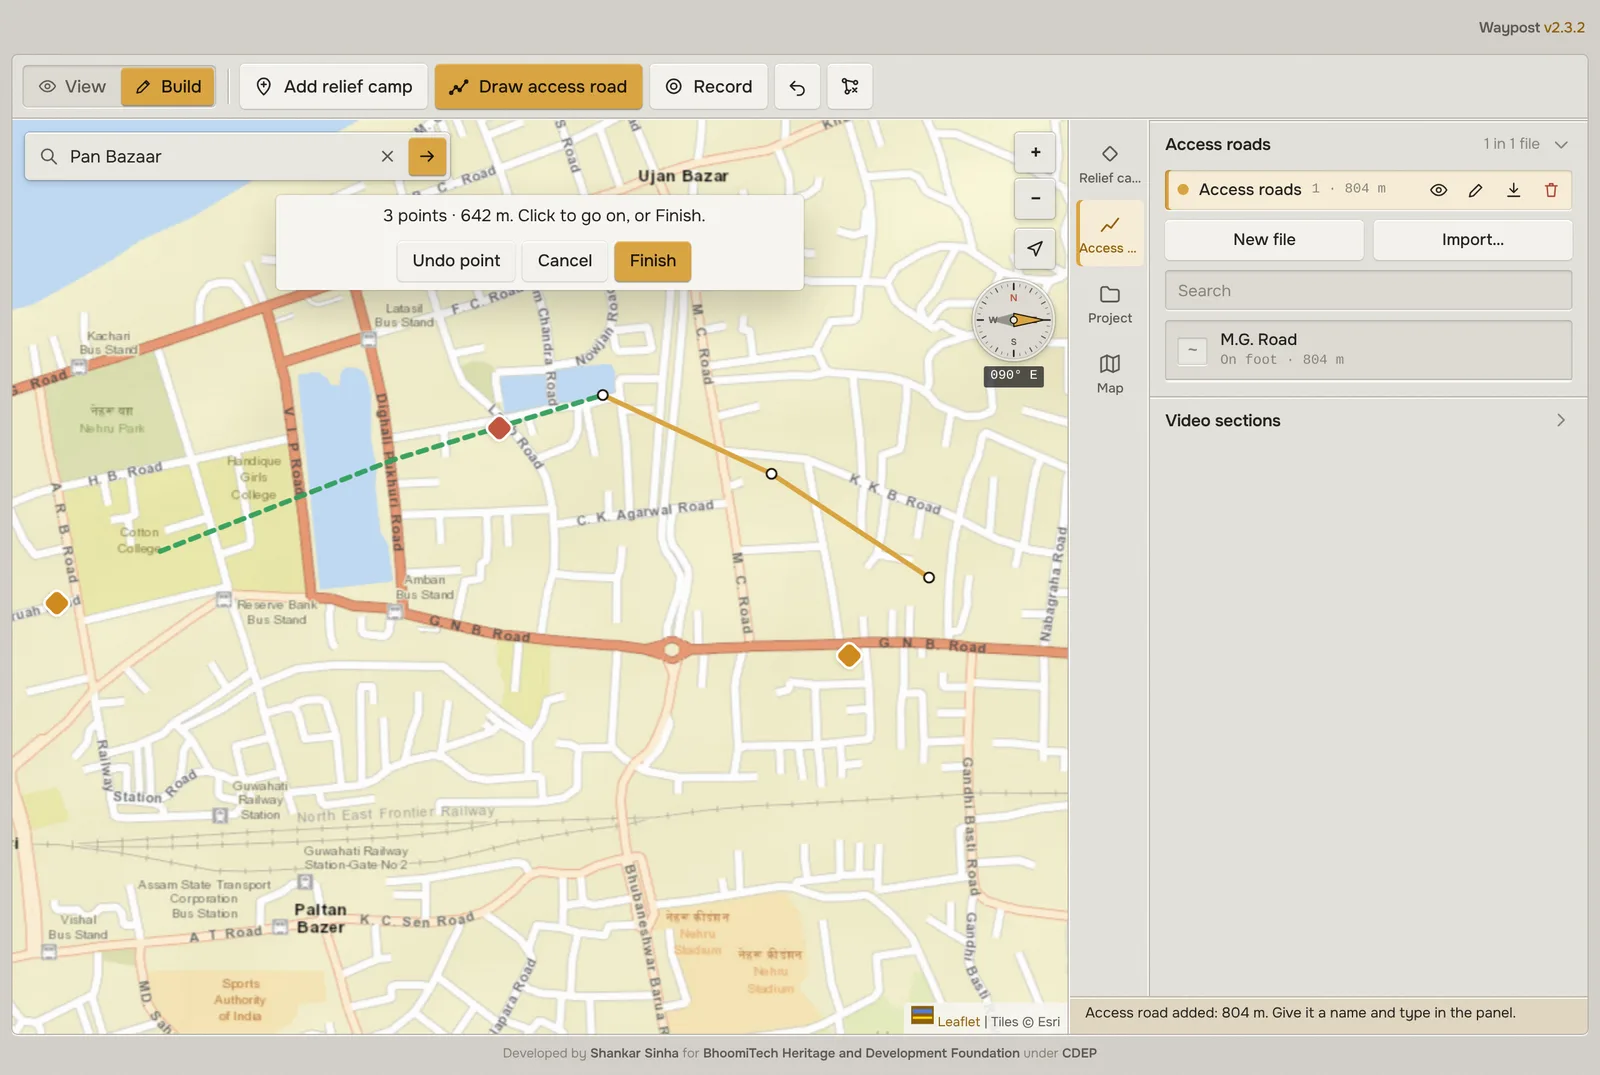 Waypost v2.3.2
View
Build
Add relief camp
Draw access road
Record
Pan Bazaar
3 points · 642 m. Click to go on, or Finish.
Undo point
Cancel
Finish
+
−
N
W
S
090° E
Relief ca...
Access ...
Project
Map
Access roads
1 in 1 file
Access roads 1 · 804 m
New file
Import...
Search
~
M.G. Road
On foot · 804 m
Video sections
Access road added: 804 m. Give it a name and type in the panel.
Ujan Bazar
C. Road
Road
M. C. Road
Latasil
Bus Stand
F. C. Road
Kachari
Bus Stand
G. Road
नेहरू पार्क
Nehru Park
V I P Road
Dighali Pukhuri Road
H. B. Road
Handique
Girls
College
Cotton
College
A. R. B. Road
K. K. B. Road
C. K. Agarwal Road
M. C. Road
Nabagraha Road
Amban
Bus Stand
Reserve Bank
Bus Stand
G. N. B. Road
G. N. B. Road
Railway
Station Road
Guwahati
Railway
Station
North East Frontier Railway
Guwahati Railway
Station-Gate No 2
Gandhi Basti Road
Assam State Transport
Corporation
Bus Station
Paltan
Bazer
K. C. Sen Road
Vishal
Bus Stand
A T Road
Bhubaneshwar Barua R
Nehru
Stadium
Nehru
Stadium
Gandhi Basti
Sports
Authority
of India
Leaflet | Tiles © Esri
Developed by Shankar Sinha for BhoomiTech Heritage and Development Foundation under CDEP